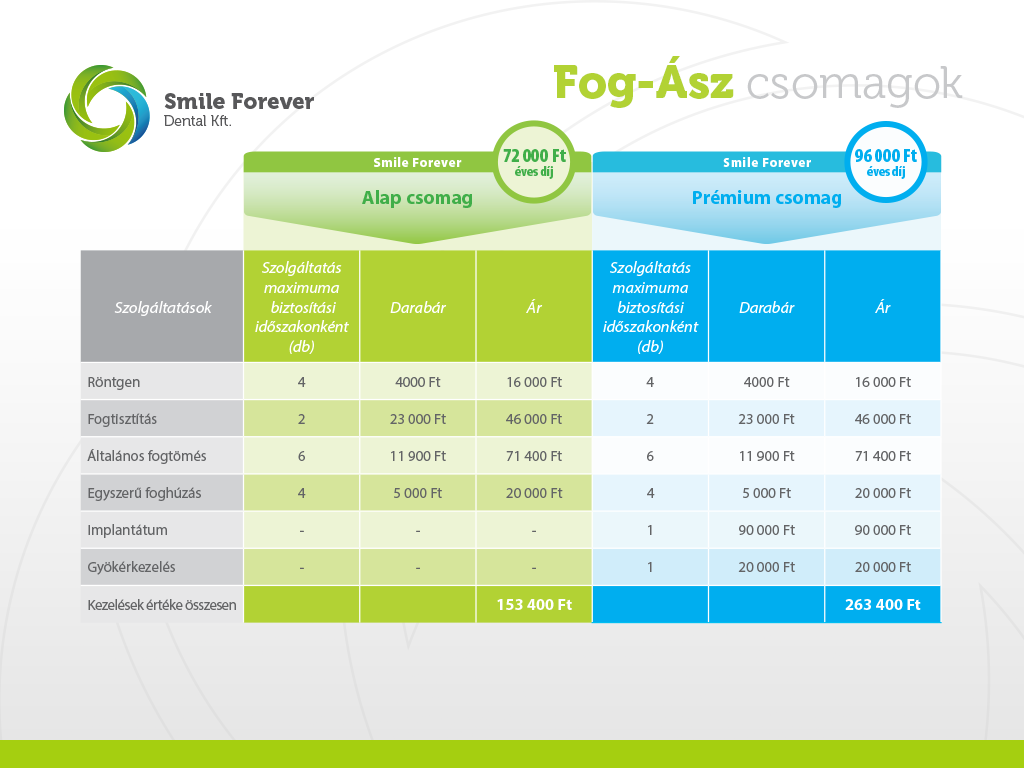 Smile Forever
Dental Kft.
Fog-Ász csomagok
Smile Forever
72 000 Ft
éves díj
Alap csomag
Smile Forever
96 000 Ft
éves díj
Prémium csomag
Szolgáltatások
Szolgáltatás
maximuma
biztosítási
időszakonként
(db)
Darabár
Ár
Szolgáltatás
maximuma
biztosítási
időszakonként
(db)
Darabár
Ár
Röntgen 4 4000 Ft 16 000 Ft 4 4000 Ft 16 000 Ft
Fogtisztítás 2 23 000 Ft 46 000 Ft 2 23 000 Ft 46 000 Ft
Általános fogtömés 6 11 900 Ft 71 400 Ft 6 11 900 Ft 71 400 Ft
Egyszerű foghúzás 4 5 000 Ft 20 000 Ft 4 5 000 Ft 20 000 Ft
Implantátum - - - 1 90 000 Ft 90 000 Ft
Gyökérkezelés - - - 1 20 000 Ft 20 000 Ft
Kezelések értéke összesen 153 400 Ft 263 400 Ft